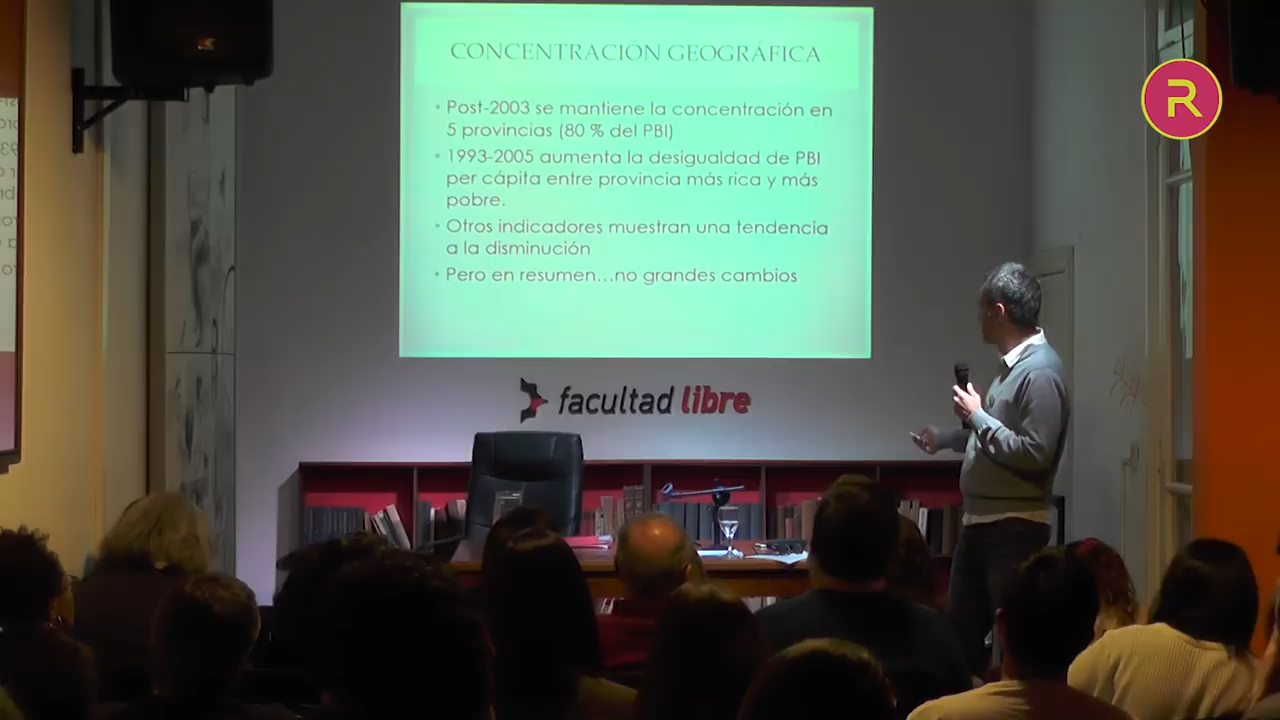 CONCENTRACIÓN GEOGRÁFICA
• Post-2003 se mantiene la concentración en
5 provincias (80 % del PBI)
• 1993-2005 aumenta la desigualdad de PBI
per cápita entre provincia más rica y más
pobre.
• Otros indicadores muestran una tendencia
a la disminución
• Pero en resumen...no grandes cambios
facultad libre
R